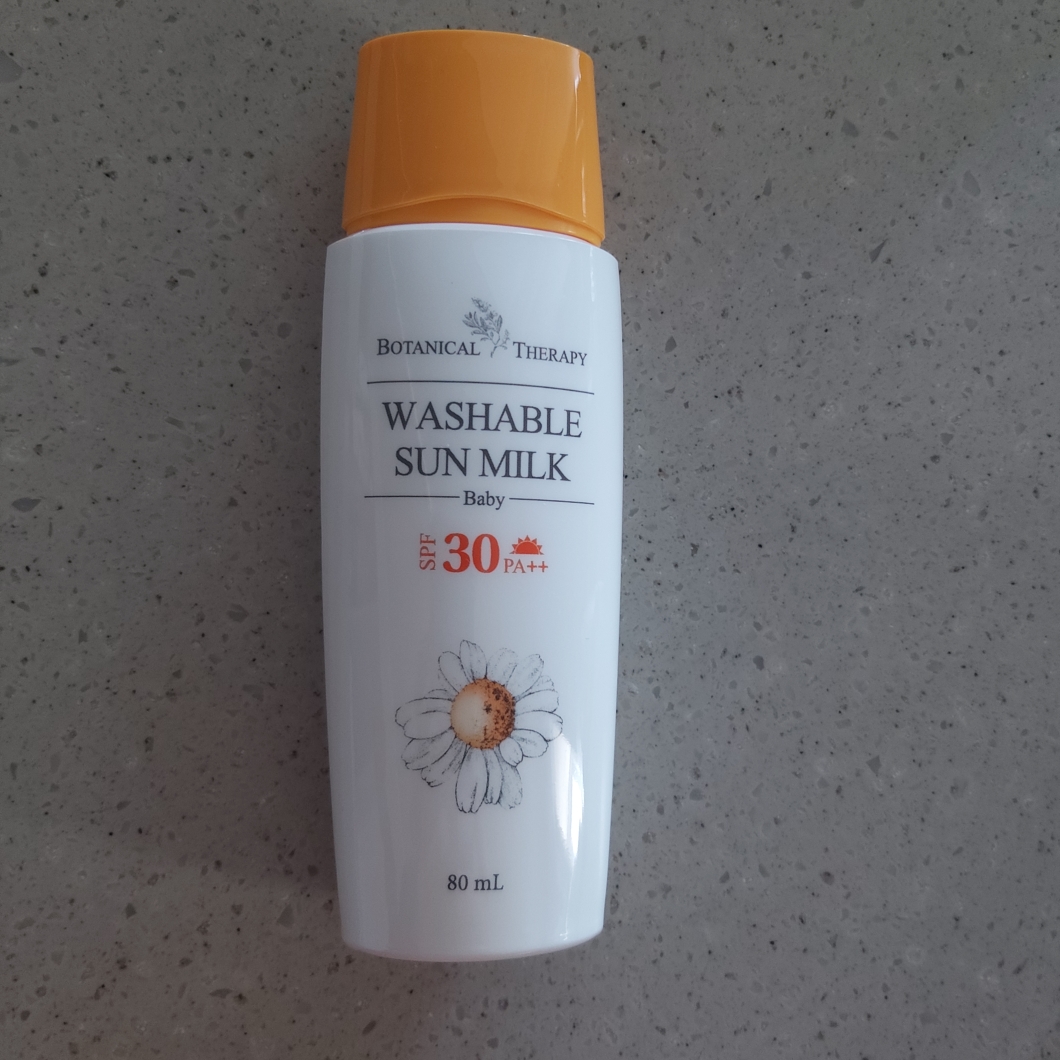 BOTANICAL THERAPY
WASHABLE
SUN MILK
Baby
SPF 30 PA++
80 mL